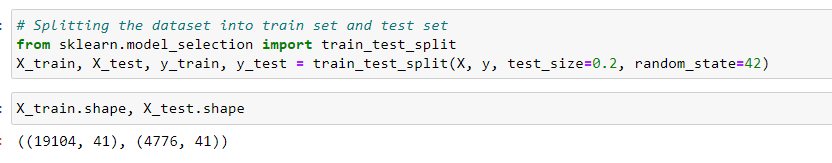 # Splitting the dataset into train set and test set
from sklearn.model_selection import train_test_split
X_train, X_test, y_train, y_test = train_test_split(X, y, test_size=0.2, random_state=42)
X_train.shape, X_test.shape
((19104, 41), (4776, 41))